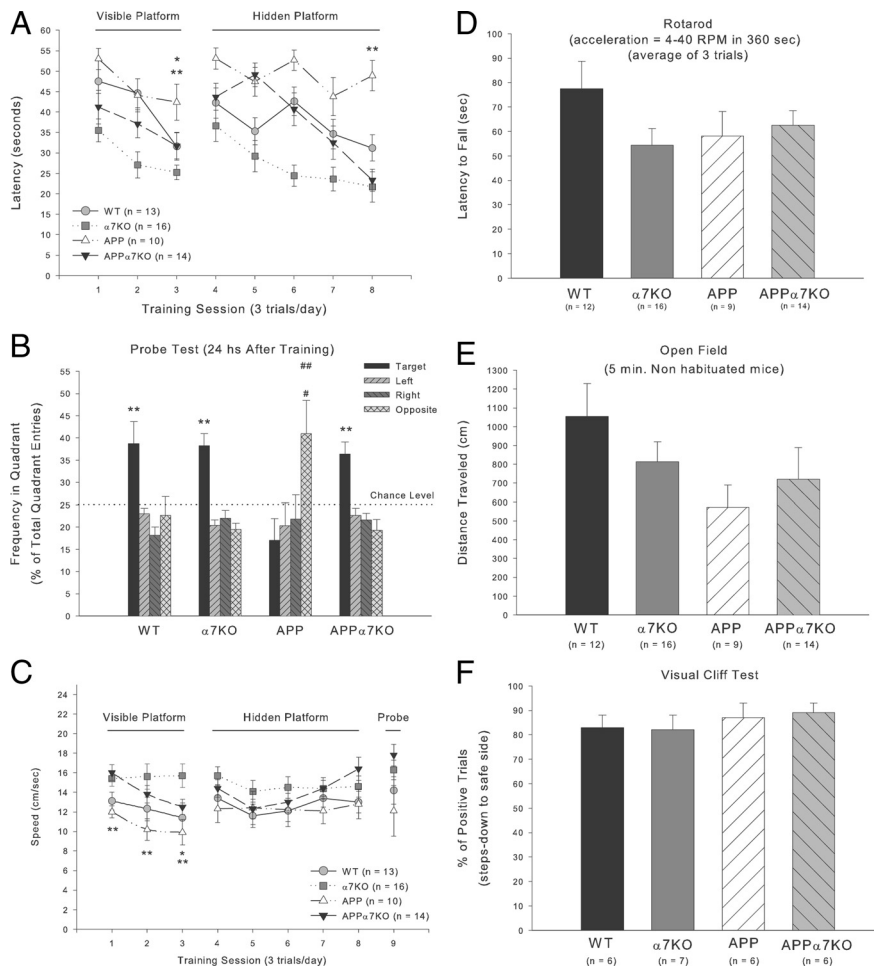 A
Visible Platform
Hidden Platform
*
**
**
Latency (seconds)
60
55
50
45
40
35
30
25
20
15
10
5
0
WT (n = 13)
α7KO (n = 16)
APP (n = 10)
APPα7KO (n = 14)
1 2 3 4 5 6 7 8
Training Session (3 trials/day)
B
Probe Test (24 hs After Training)
Target
Left
Right
Opposite
**
**
##
#
**
Chance Level
Frequency in Quadrant
(% of Total Quadrant Entries)
55
50
45
40
35
30
25
20
15
10
5
0
WT α7KO APP APPα7KO
C
Visible Platform
Hidden Platform
Probe
Speed (cm/sec)
24
22
20
18
16
14
12
10
8
6
4
2
0
**
**
*
**
WT (n = 13)
α7KO (n = 16)
APP (n = 10)
APPα7KO (n = 14)
1 2 3 4 5 6 7 8 9
Training Session (3 trials/day)
D
Rotarod
(acceleration = 4-40 RPM in 360 sec)
(average of 3 trials)
Latency to Fall (sec)
100
90
80
70
60
50
40
30
20
10
0
WT α7KO APP APPα7KO
(n = 12) (n = 16) (n = 9) (n = 14)
E
Open Field
(5 min. Non habituated mice)
Distance Traveled (cm)
1300
1200
1100
1000
900
800
700
600
500
400
300
200
100
0
WT α7KO APP APPα7KO
(n = 12) (n = 16) (n = 9) (n = 14)
F
Visual Cliff Test
% of Positive Trials
(steps-down to safe side)
100
90
80
70
60
50
40
30
20
10
0
WT α7KO APP APPα7KO
(n = 6) (n = 7) (n = 6) (n = 6)